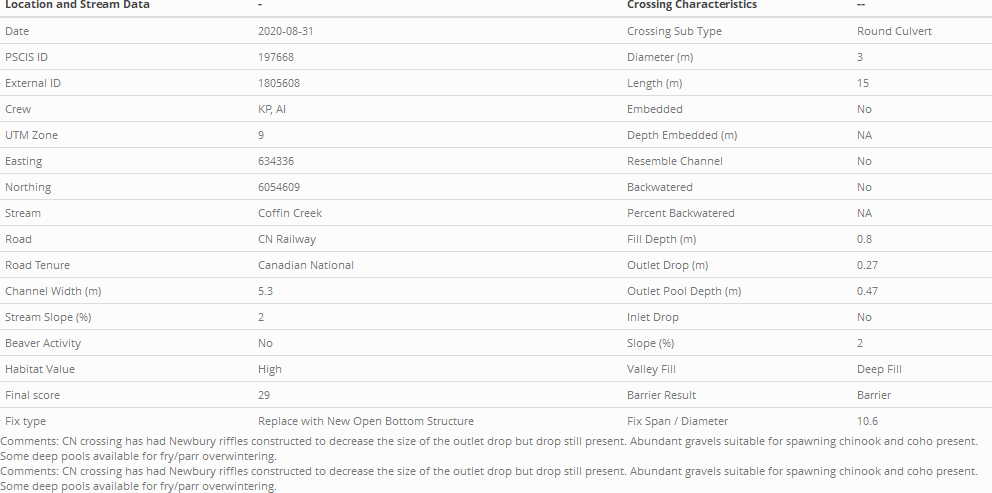 Location and Stream Data - Crossing Characteristics --
Date 2020-08-31 Crossing Sub Type Round Culvert
PSCIS ID 197668 Diameter (m) 3
External ID 1805608 Length (m) 15
Crew KP, AI Embedded No
UTM Zone 9 Depth Embedded (m) NA
Easting 634336 Resemble Channel No
Northing 6054609 Backwatered No
Stream Coffin Creek Percent Backwatered NA
Road CN Railway Fill Depth (m) 0.8
Road Tenure Canadian National Outlet Drop (m) 0.27
Channel Width (m) 5.3 Outlet Pool Depth (m) 0.47
Stream Slope (%) 2 Inlet Drop No
Beaver Activity No Slope (%) 2
Habitat Value High Valley Fill Deep Fill
Final score 29 Barrier Result Barrier
Fix type Replace with New Open Bottom Structure Fix Span / Diameter 10.6
Comments: CN crossing has had Newbury riffles constructed to decrease the size of the outlet drop but drop still present. Abundant gravels suitable for spawning chinook and coho present.
Some deep pools available for fry/parr overwintering.
Comments: CN crossing has had Newbury riffles constructed to decrease the size of the outlet drop but drop still present. Abundant gravels suitable for spawning chinook and coho present.
Some deep pools available for fry/parr overwintering.